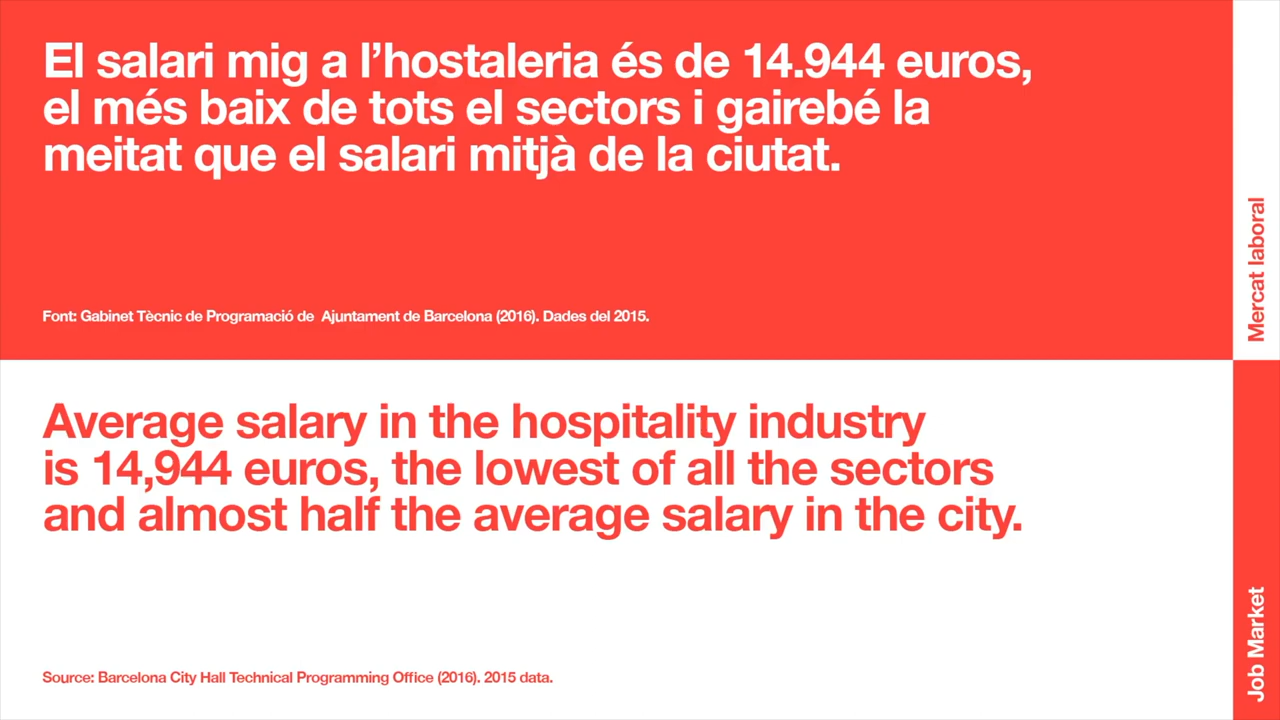 El salari mig a l’hostaleria és de 14.944 euros,
el més baix de tots el sectors i gairebé la
meitat que el salari mitjà de la ciutat.
Font: Gabinet Tècnic de Programació de  Ajuntament de Barcelona (2016). Dades del 2015.
Mercat laboral
Average salary in the hospitality industry
is 14,944 euros, the lowest of all the sectors
and almost half the average salary in the city.
Source: Barcelona City Hall Technical Programming Office (2016). 2015 data.
Job Market